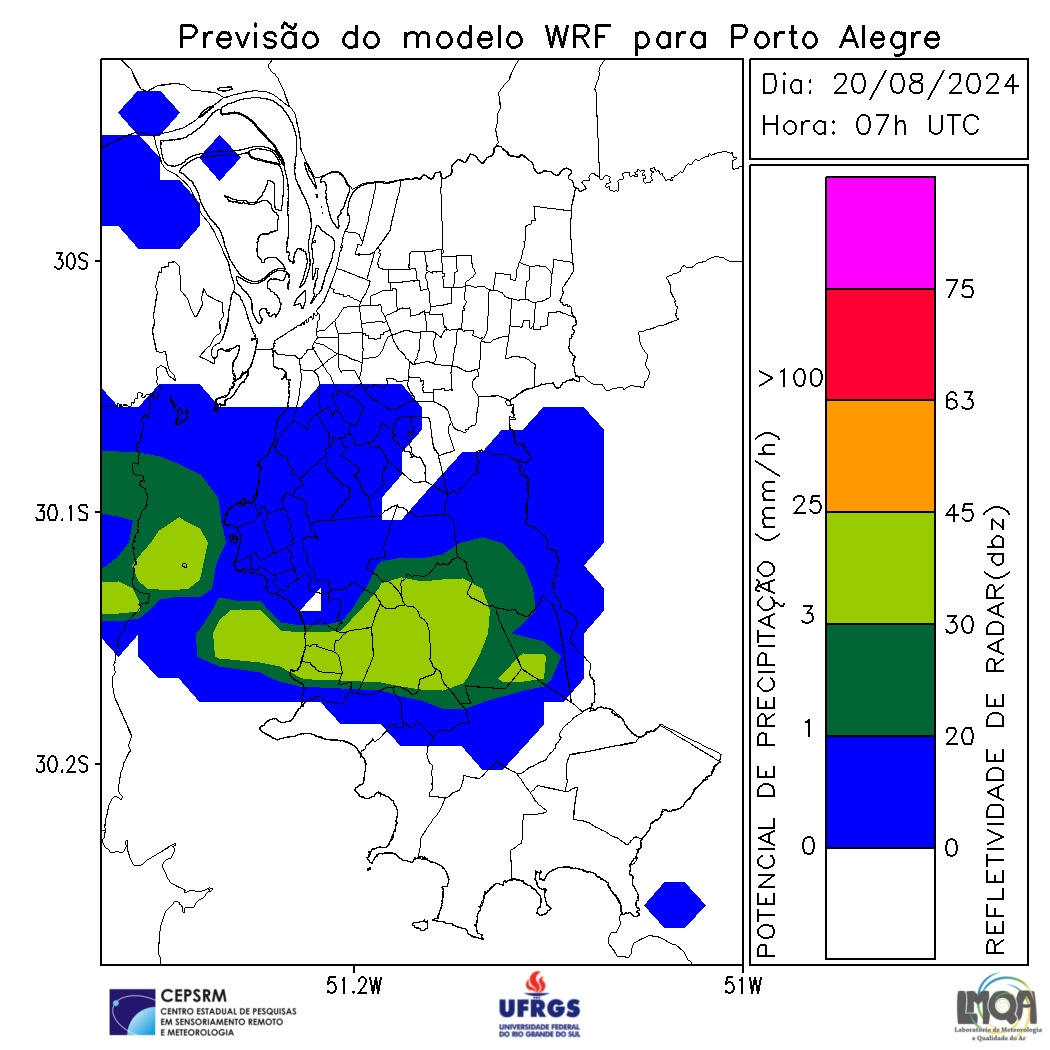 Previsão do modelo WRF para Porto Alegre
Dia: 20/08/2024
Hora: 07h UTC
30S
30.1S
30.2S
51.2W
51W
POTENCIAL DE PRECIPITAÇÃO (mm/h)
>100
25
3
1
0
75
63
45
30
20
0
REFLETIVIDADE DE RADAR(dbz)
CEPSRM
CENTRO ESTADUAL DE PESQUISAS
EM SENSORIAMENTO REMOTO
E METEOROLOGIA
UFRGS
UNIVERSIDADE FEDERAL
DO RIO GRANDE DO SUL
LMQA
Laboratório de Meteorologia
e Qualidade do Ar